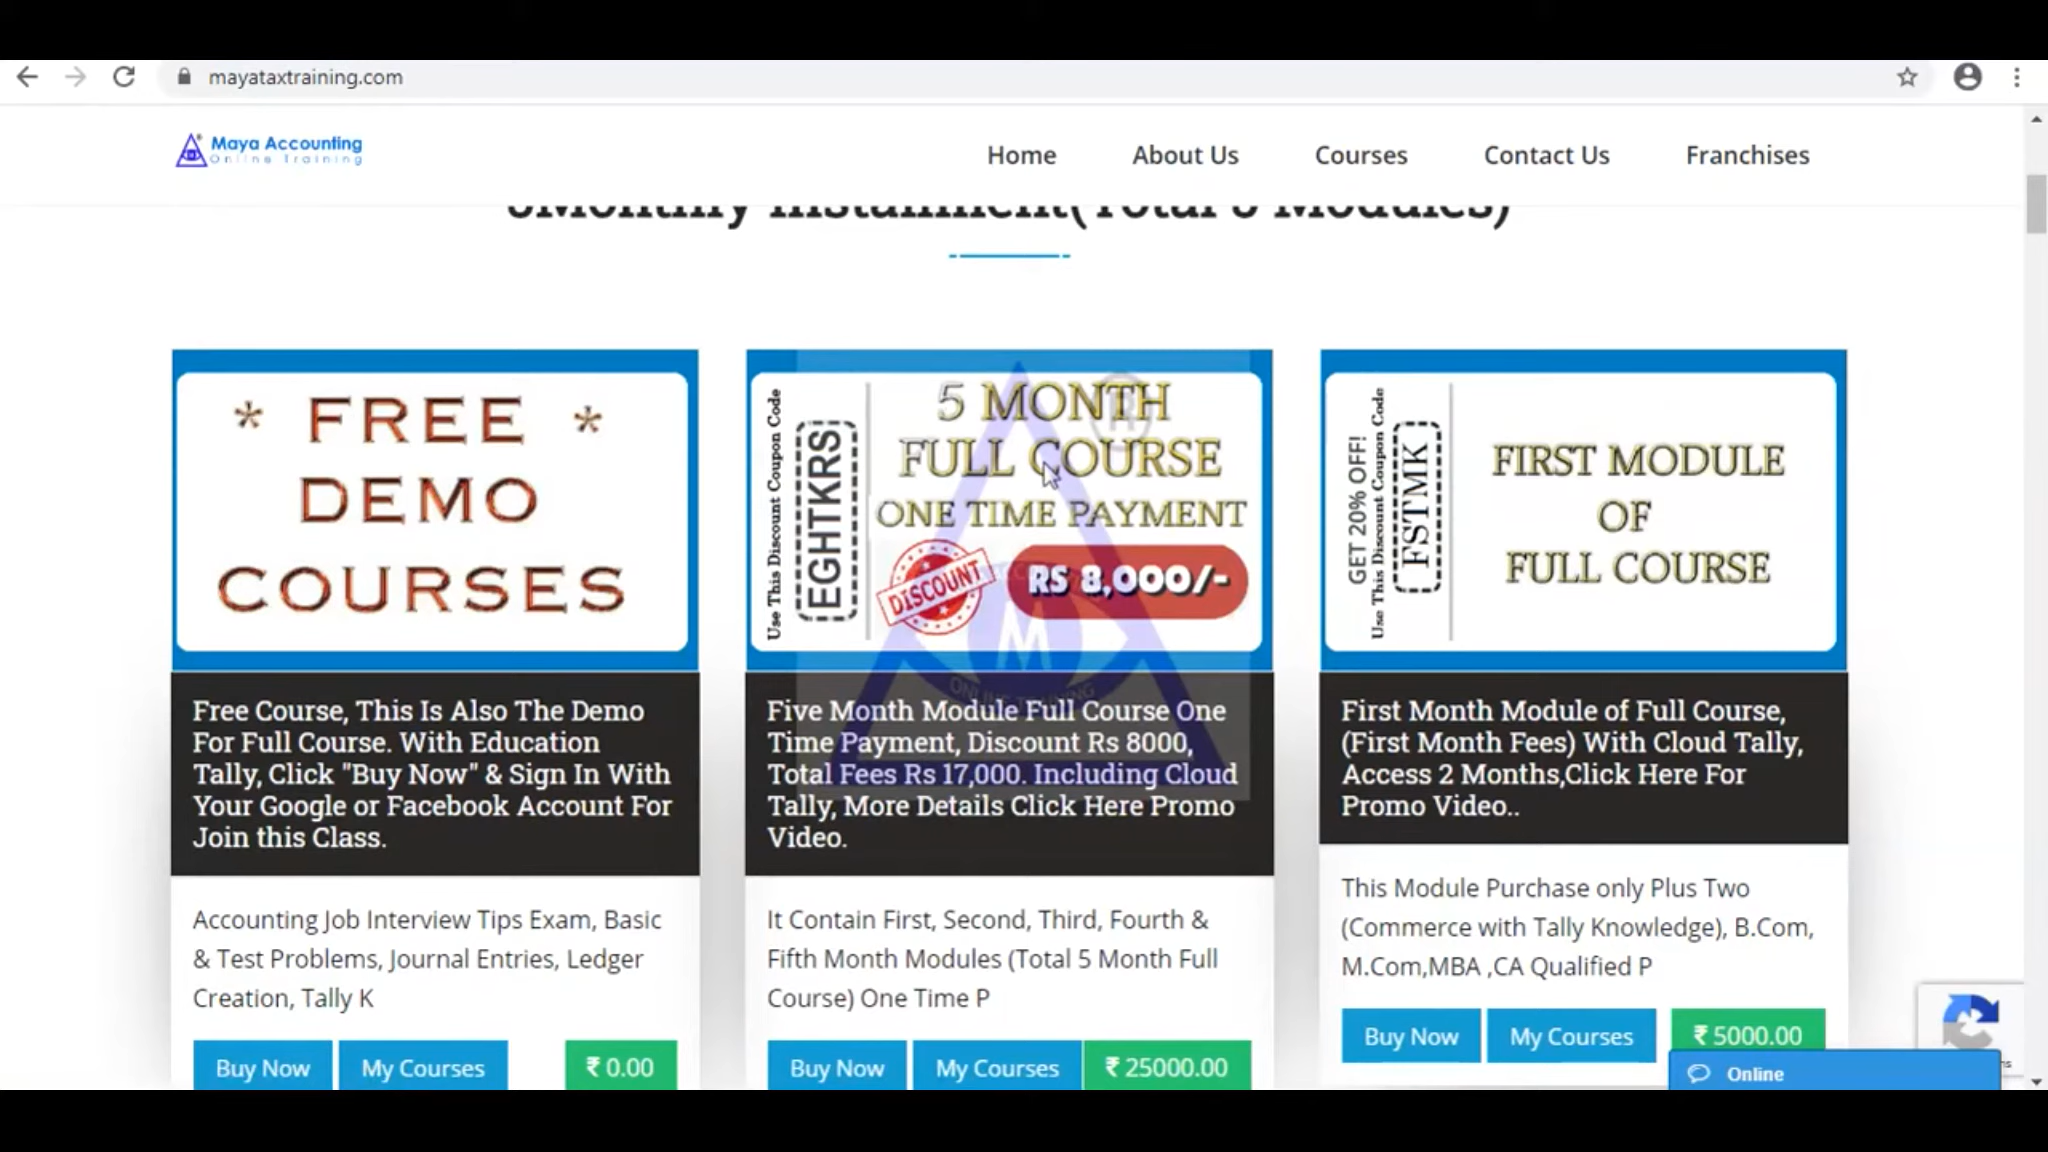 mayataxtraining.com
Maya Accounting
Online Training
Home
About Us
Courses
Contact Us
Franchises
Monthly Installment(Total 5 Modules)
* FREE *
DEMO
COURSES
Use This Discount Coupon Code
EGHTKRS
5 MONTH
FULL COURSE
ONE TIME PAYMENT
DISCOUNT
RS 8,000/-
M
ONLINE TRAINING
GET 20% OFF!
Use This Discount Coupon Code
FSTMK
FIRST MODULE
OF
FULL COURSE
Free Course, This Is Also The Demo
For Full Course. With Education
Tally, Click "Buy Now" & Sign In With
Your Google or Facebook Account For
Join this Class.
Five Month Module Full Course One
Time Payment, Discount Rs 8000,
Total Fees Rs 17,000. Including Cloud
Tally, More Details Click Here Promo
Video.
First Month Module of Full Course,
(First Month Fees) With Cloud Tally,
Access 2 Months,Click Here For
Promo Video..
Accounting Job Interview Tips Exam, Basic
& Test Problems, Journal Entries, Ledger
Creation, Tally K
It Contain First, Second, Third, Fourth &
Fifth Month Modules (Total 5 Month Full
Course) One Time P
This Module Purchase only Plus Two
(Commerce with Tally Knowledge), B.Com,
M.Com,MBA ,CA Qualified P
Buy Now
My Courses
₹ 0.00
Buy Now
My Courses
₹ 25000.00
Buy Now
My Courses
₹ 5000.00
Online